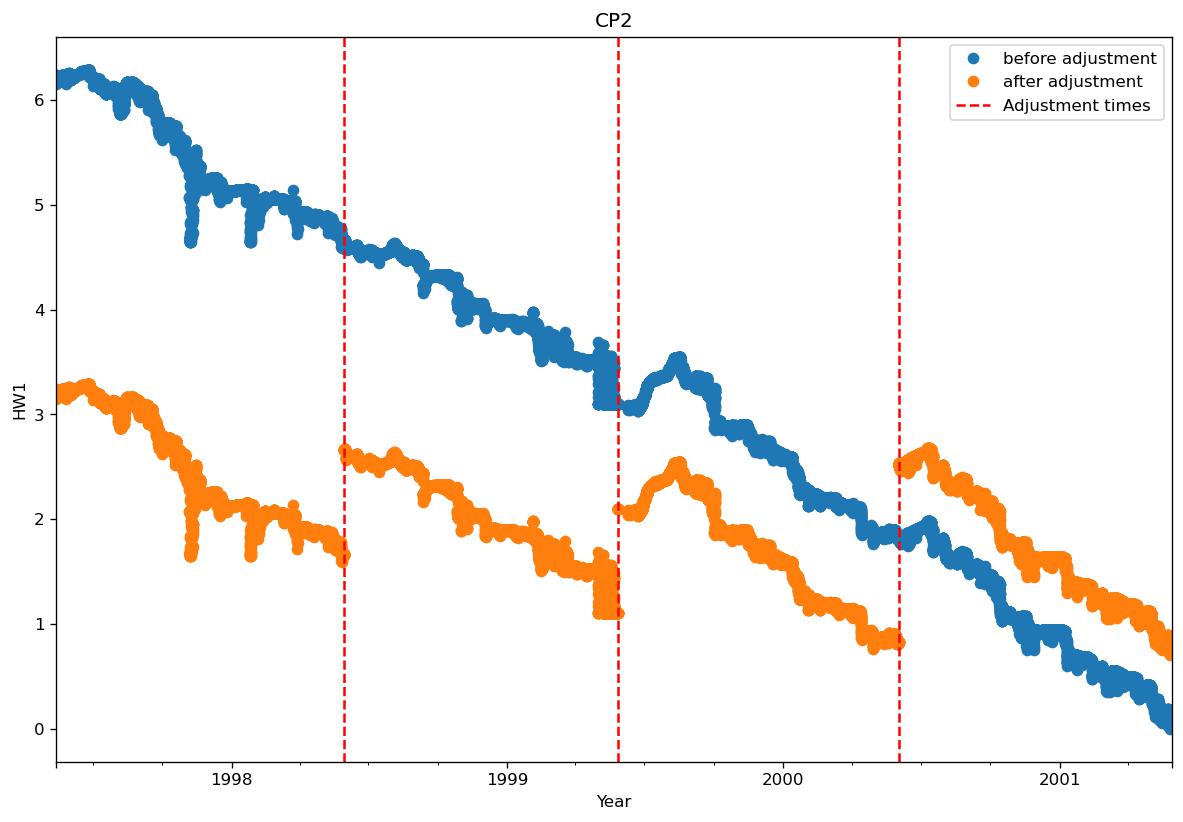 CP2
before adjustment
after adjustment
Adjustment times
HW1
6
5
4
3
2
1
0
1998 1999 2000 2001
Year